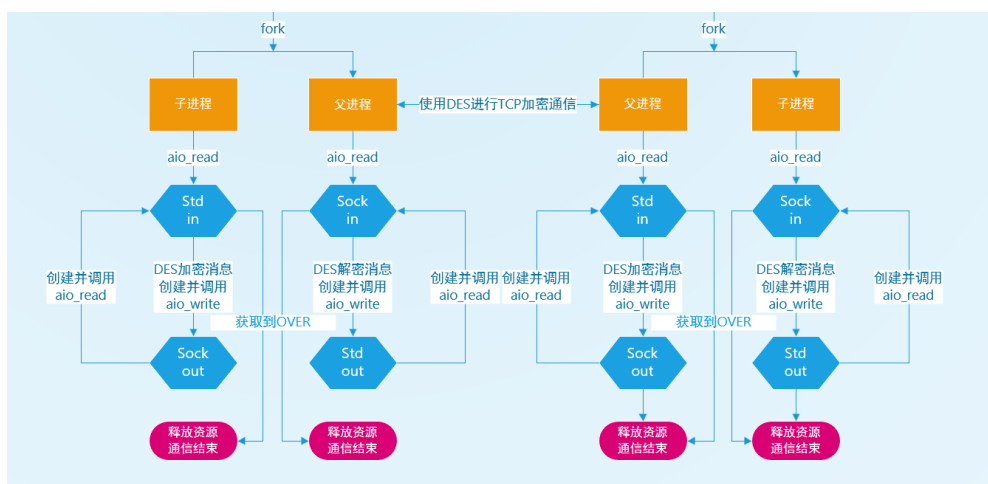 fork
fork
子进程
父进程
使用DES进行TCP加密通信
父进程
子进程
aio_read
aio_read
aio_read
aio_read
Std
in
Sock
in
Std
in
Sock
in
创建并调用
aio_read
DES加密消息
创建并调用
aio_write
DES解密消息
创建并调用
aio_write
创建并调用
aio_read
创建并调用
aio_read
DES加密消息
创建并调用
aio_write
DES解密消息
创建并调用
aio_write
创建并调用
aio_read
获取到OVER
获取到OVER
Sock
out
Std
out
Sock
out
Std
out
释放资源
通信结束
释放资源
通信结束
释放资源
通信结束
释放资源
通信结束